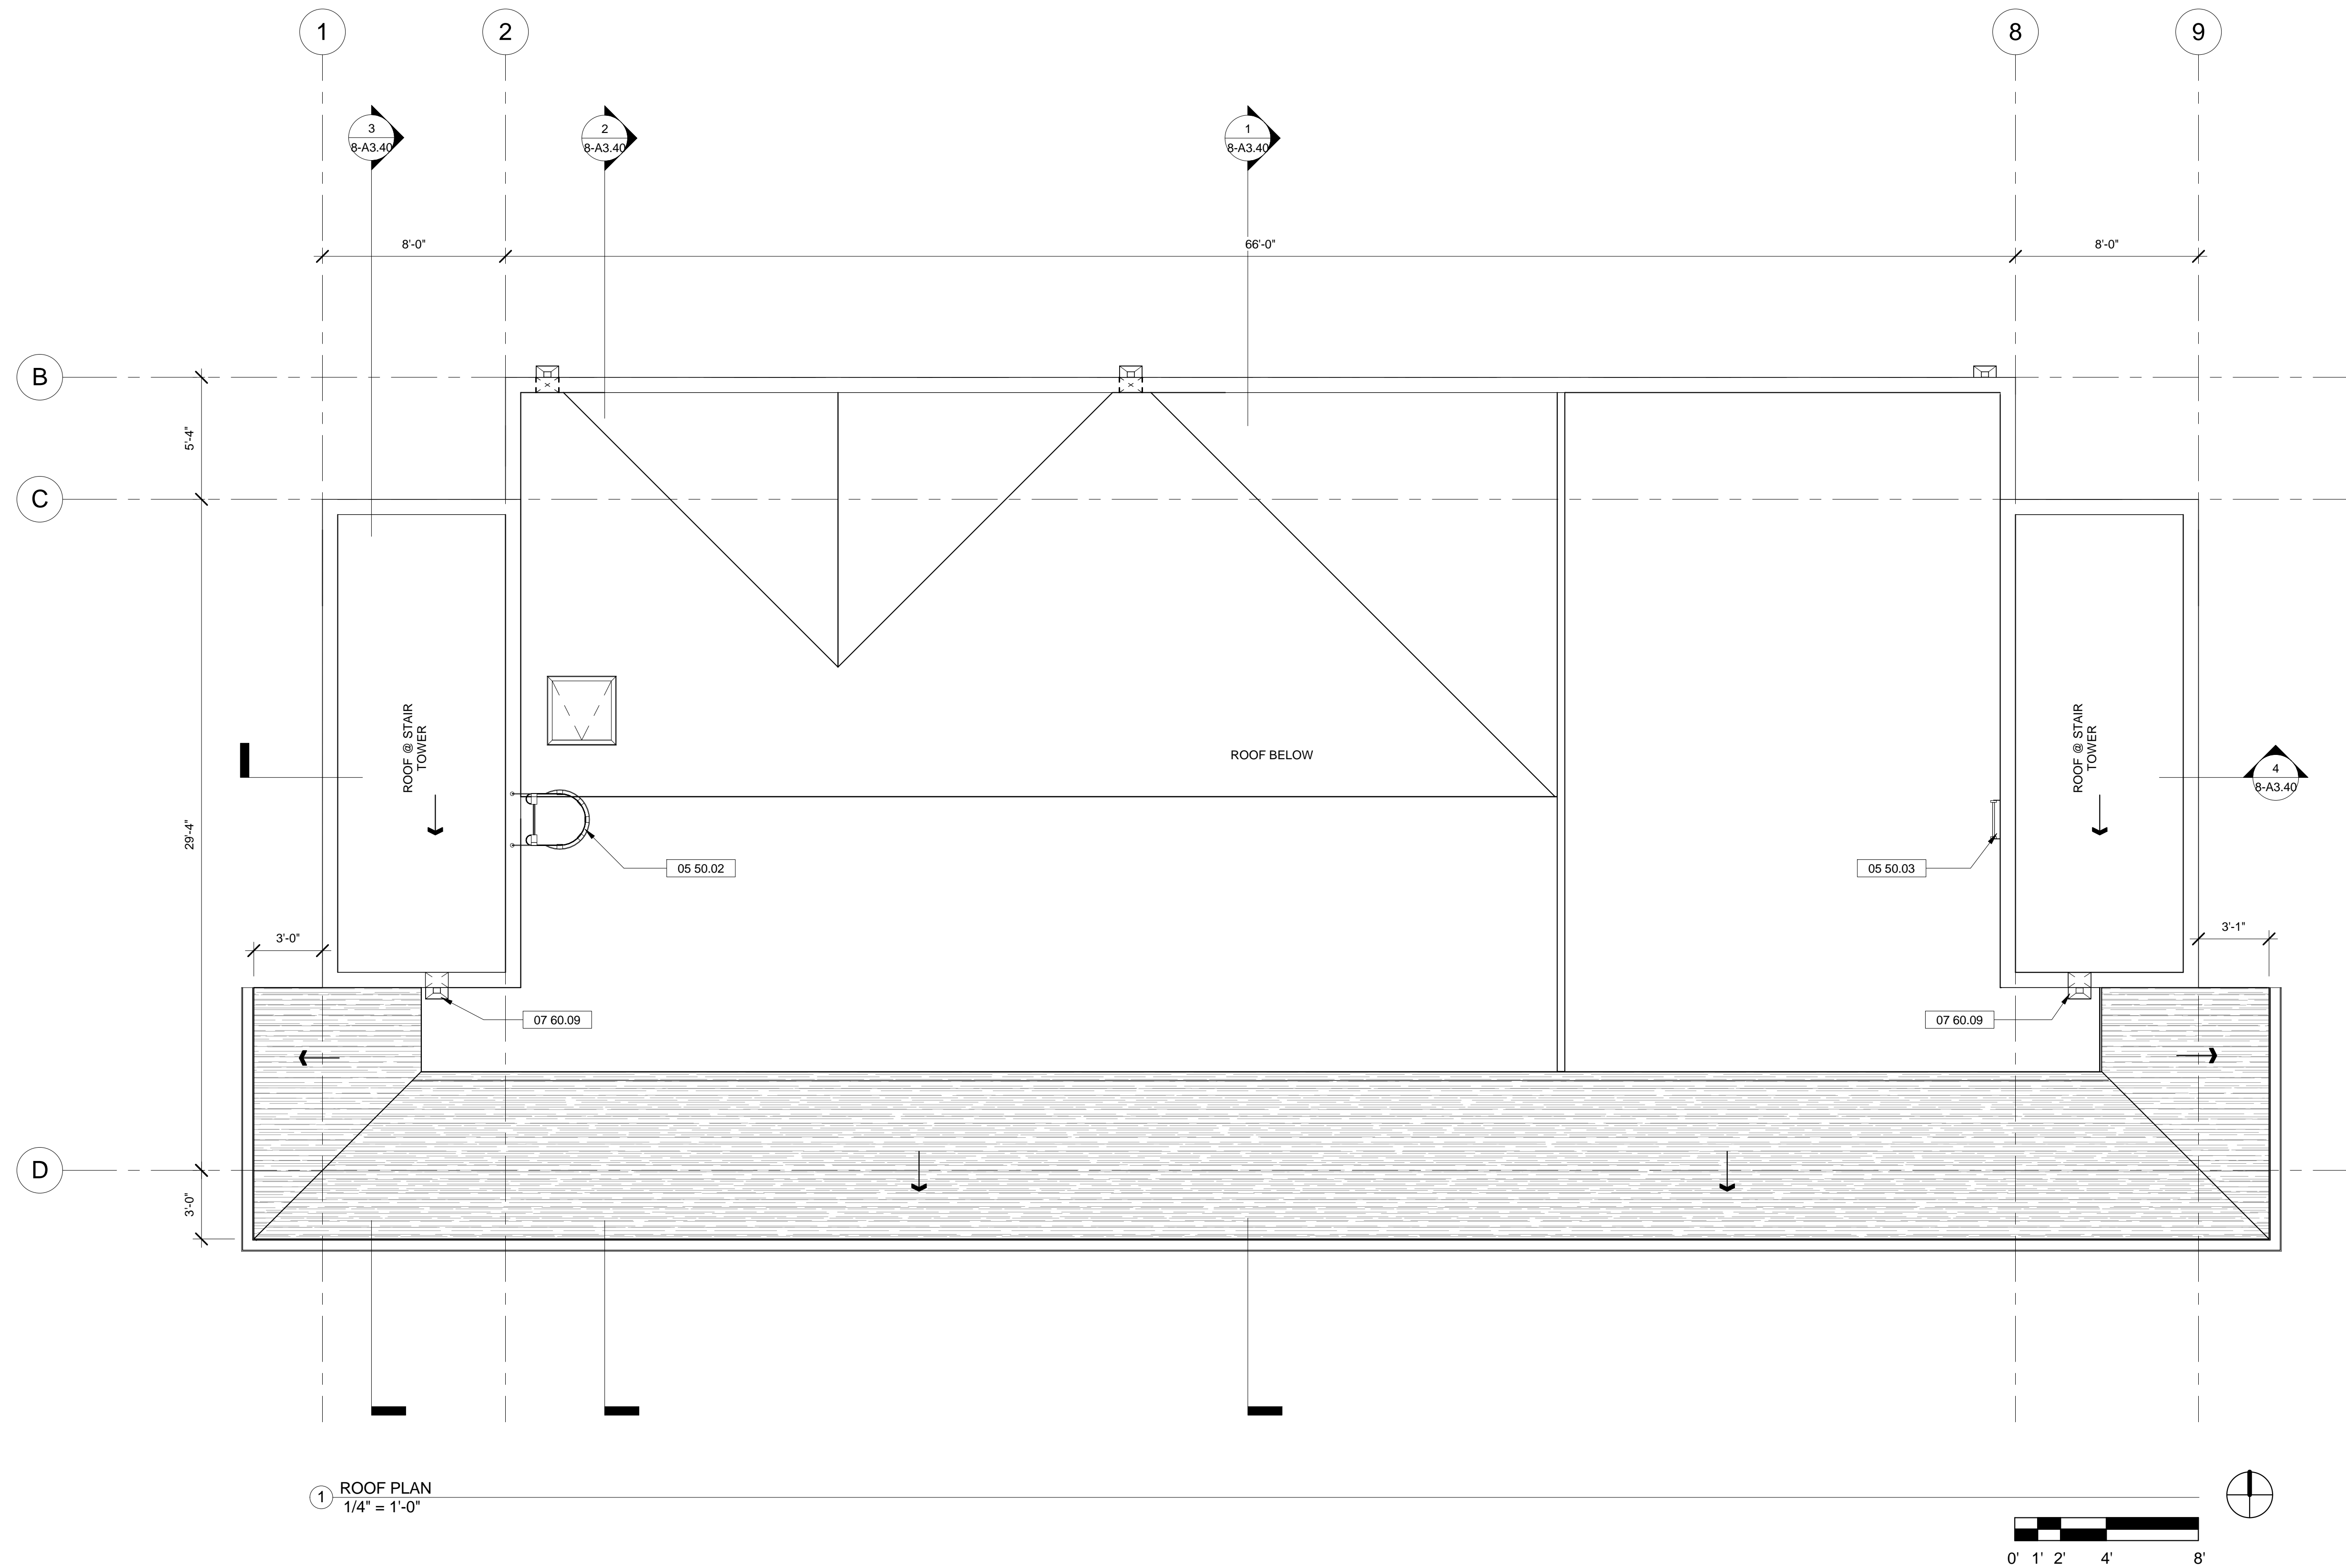 1
2
8
9
3
8-A3.40
2
8-A3.40
1
8-A3.40
8'-0"
66'-0"
8'-0"
B
5'-4"
C
ROOF @ STAIR
TOWER
ROOF BELOW
ROOF @ STAIR
TOWER
4
8-A3.40
29'-4"
05 50.02
05 50.03
3'-0"
3'-1"
07 60.09
07 60.09
D
3'-0"
1
ROOF PLAN
1/4" = 1'-0"
0' 1' 2' 4' 8'